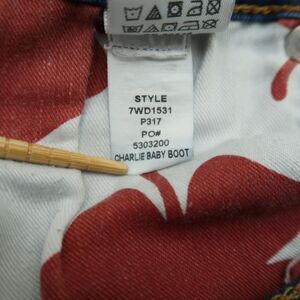 STYLE
7WD1531
P317
PO#
5303200
CHARLIE BABY BOOT